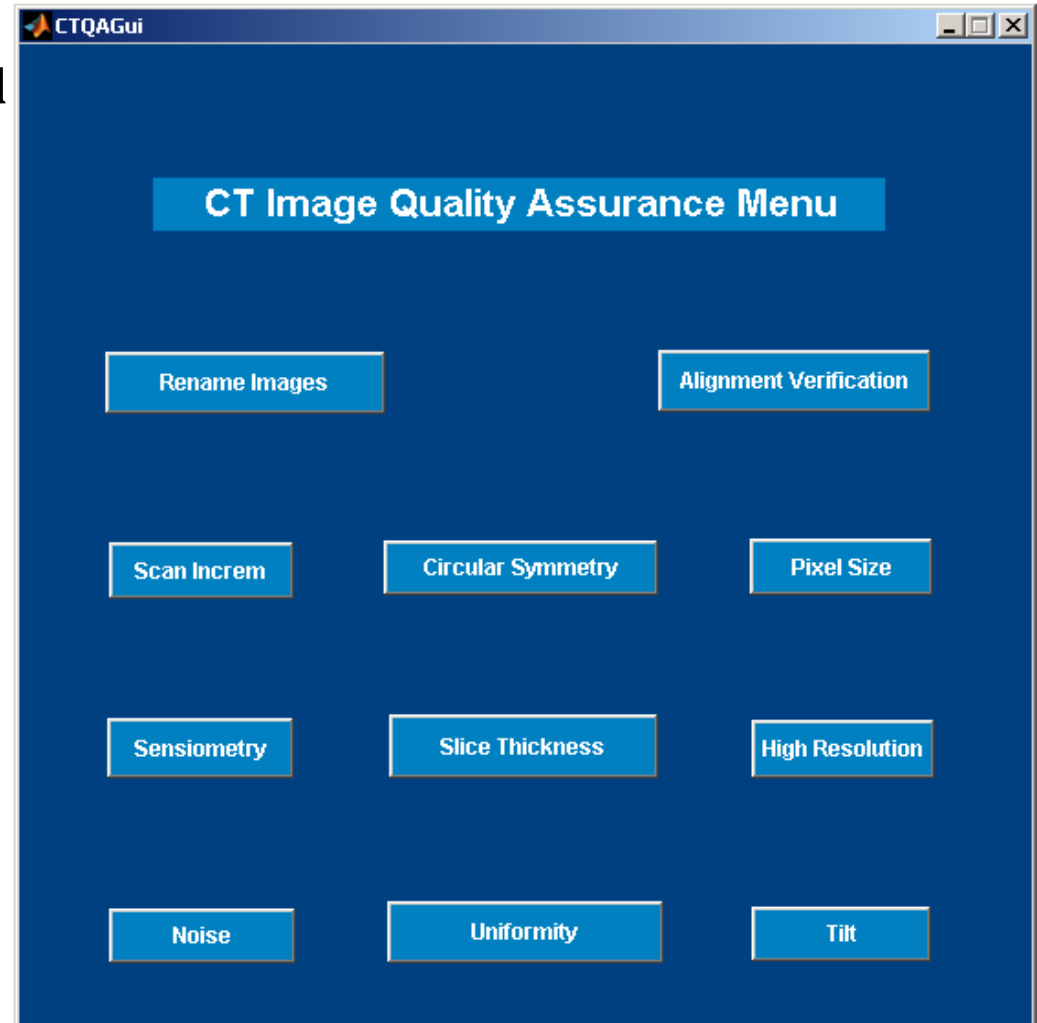 CTQAGui
CT Image Quality Assurance Menu
Rename Images
Alignment Verification
Scan Increm
Circular Symmetry
Pixel Size
Sensiometry
Slice Thickness
High Resolution
Noise
Uniformity
Tilt